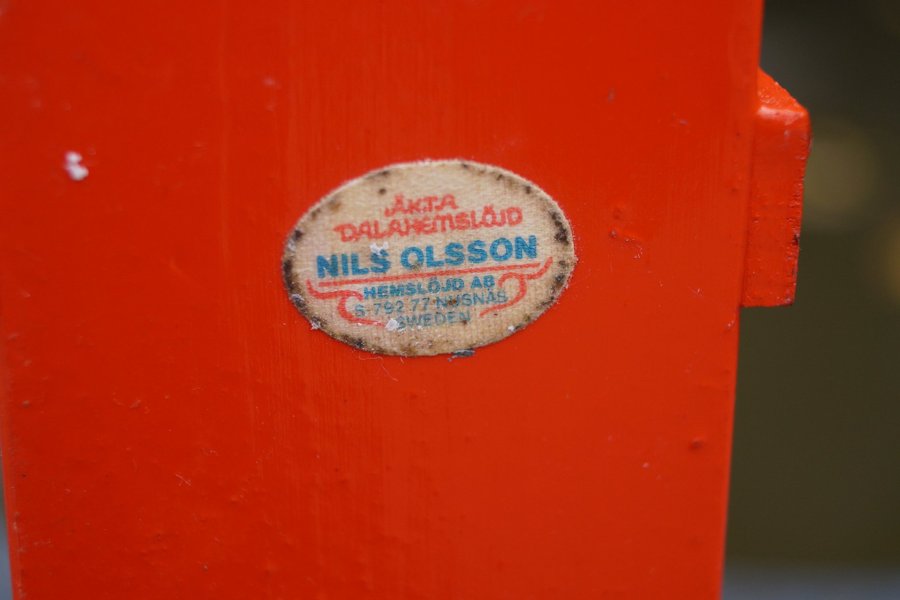 ÄKTA
DALAHEMSLÖJD
NILS OLSSON
HEMSLÖJD AB
S-792 77 NUSNÄS
SWEDEN